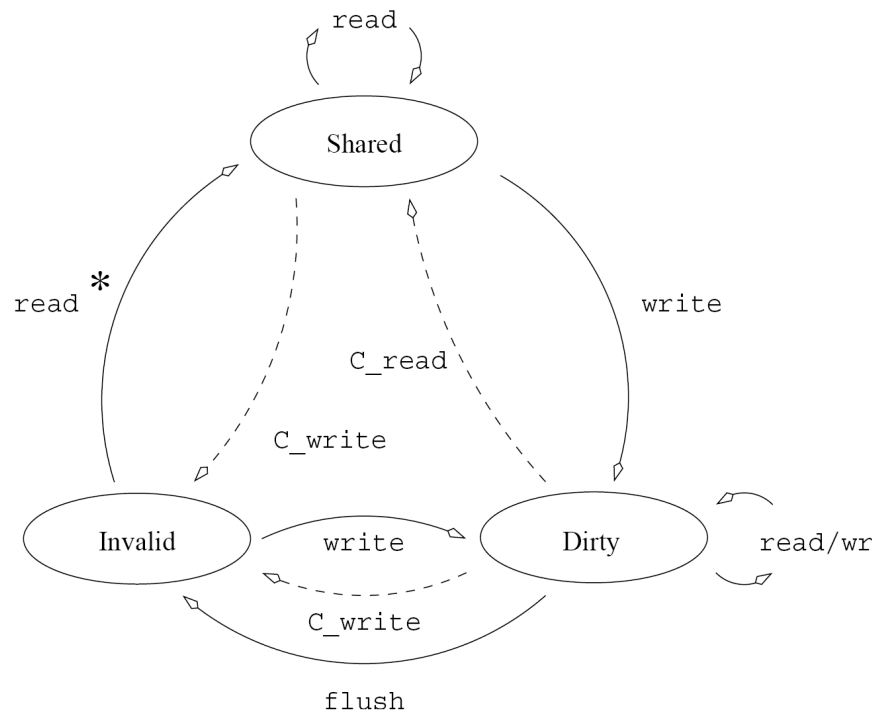 read
Shared
read *
write
C_read
C_write
Invalid
write
Dirty
read/wr
C_write
flush